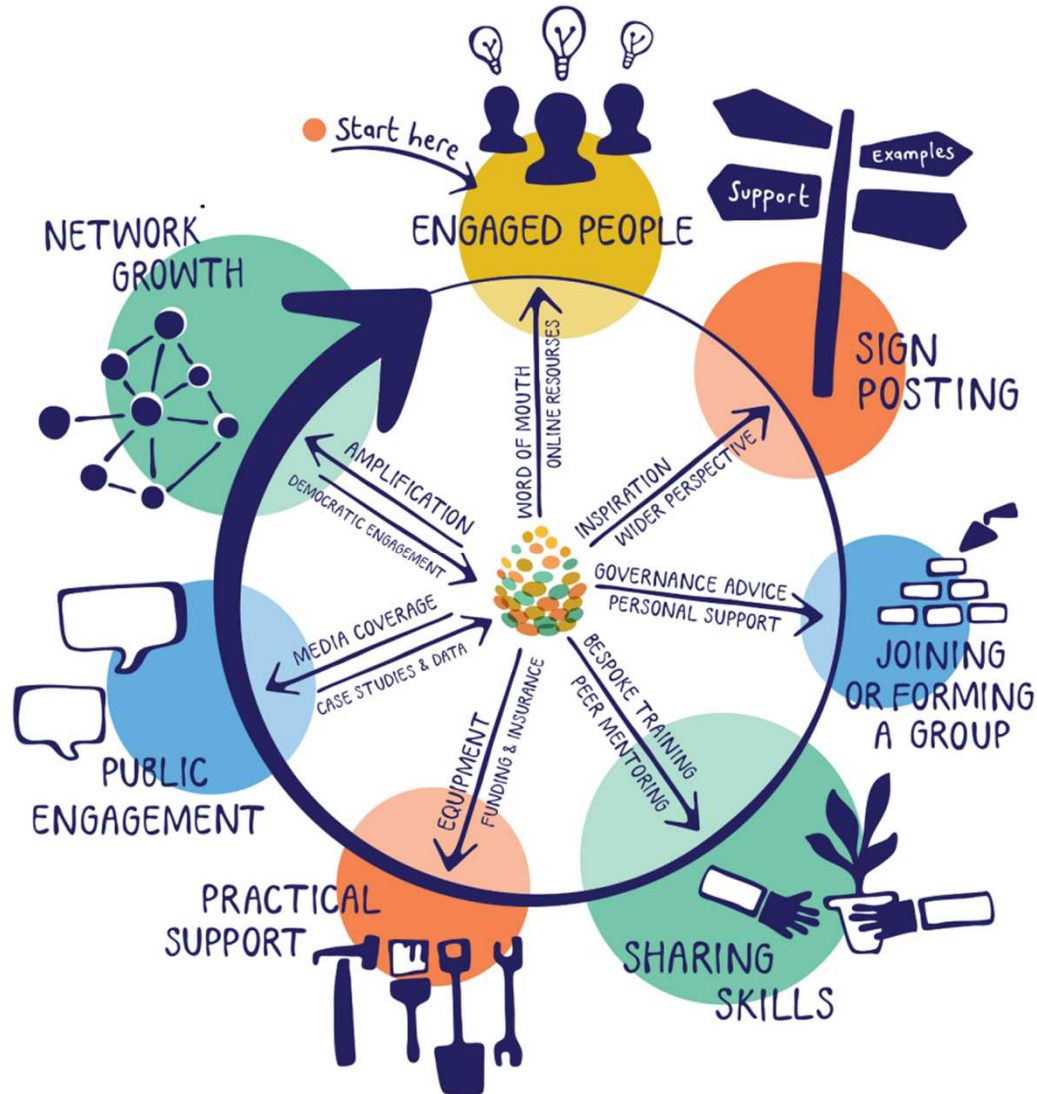 Start here
ENGAGED PEOPLE
Examples
Support
SIGN
POSTING
JOINING
OR FORMING
A GROUP
SHARING
SKILLS
PRACTICAL
SUPPORT
PUBLIC
ENGAGEMENT
NETWORK
GROWTH
WORD OF MOUTH
ONLINE RESOURSES
INSPIRATION
WIDER PERSPECTIVE
GOVERNANCE ADVICE
PERSONAL SUPPORT
BESPOKE TRAINING
PEER MENTORING
EQUIPMENT
FUNDING & INSURANCE
MEDIA COVERAGE
CASE STUDIES & DATA
AMPLIFICATION
DEMOCRATIC ENGAGEMENT